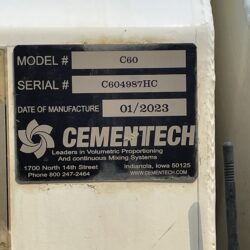 MODEL # C60
SERIAL # C604987HC
DATE OF MANUFACTURE 01/2023
CEMENTECH
Leaders in Volumetric Proportioning
And continuous Mixing Systems
1700 North 14th Street Indianola, Iowa 50125
Phone 800 247-2464 WWW.CEMENTECH.COM